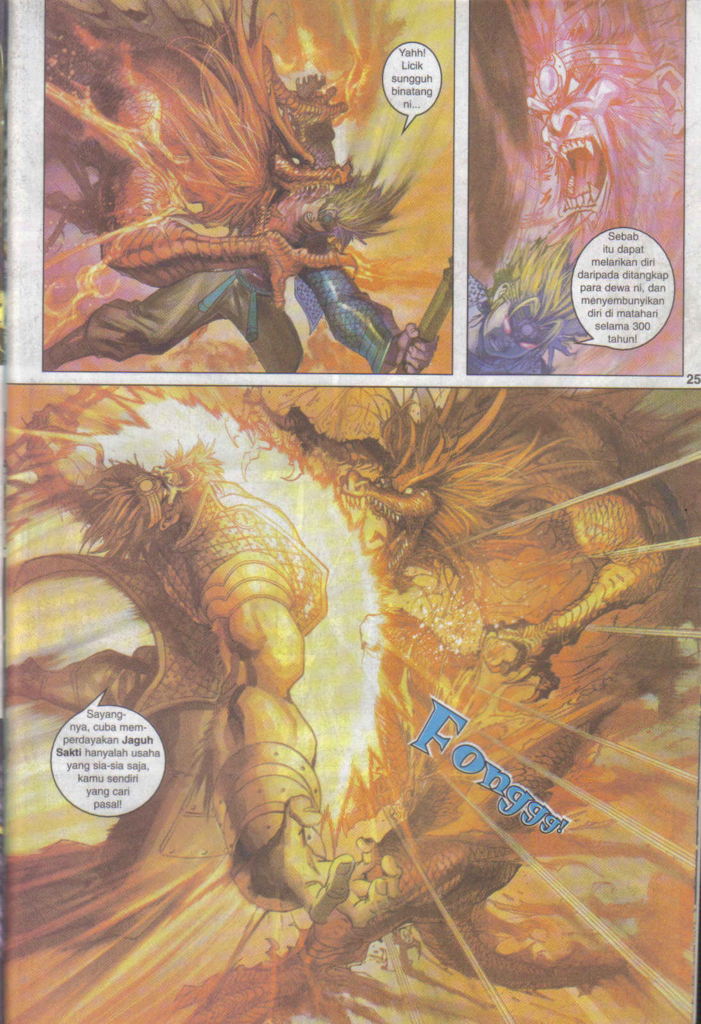 Yahh!
Licik
sungguh
binatang
ni...
Sebab
itu dapat
melarikan diri
daripada ditangkap
para dewa ni, dan
menyembunyikan
diri di matahari
selama 300
tahun!
25
Sayang-
nya, cuba mem-
perdayakan Jaguh
Sakti hanyalah usaha
yang sia-sia saja,
kamu sendiri
yang cari
pasal!
Fonggg!